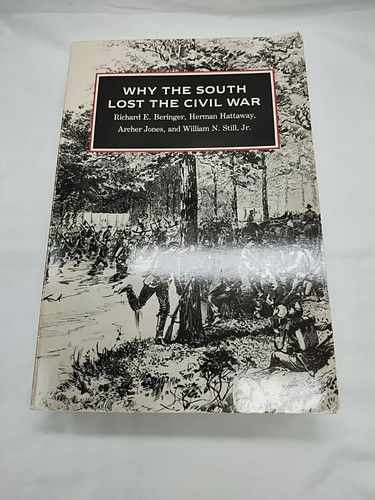 WHY THE SOUTH
LOST THE CIVIL WAR
Richard E. Beringer, Herman Hattaway,
Archer Jones, and William N. Still, Jr.